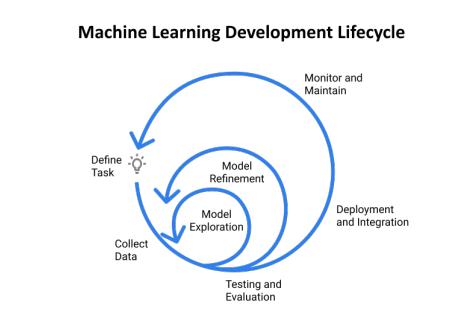 Machine Learning Development Lifecycle
Monitor and
Maintain
Define
Task
Model
Refinement
Model
Exploration
Deployment
and Integration
Collect
Data
Testing and
Evaluation